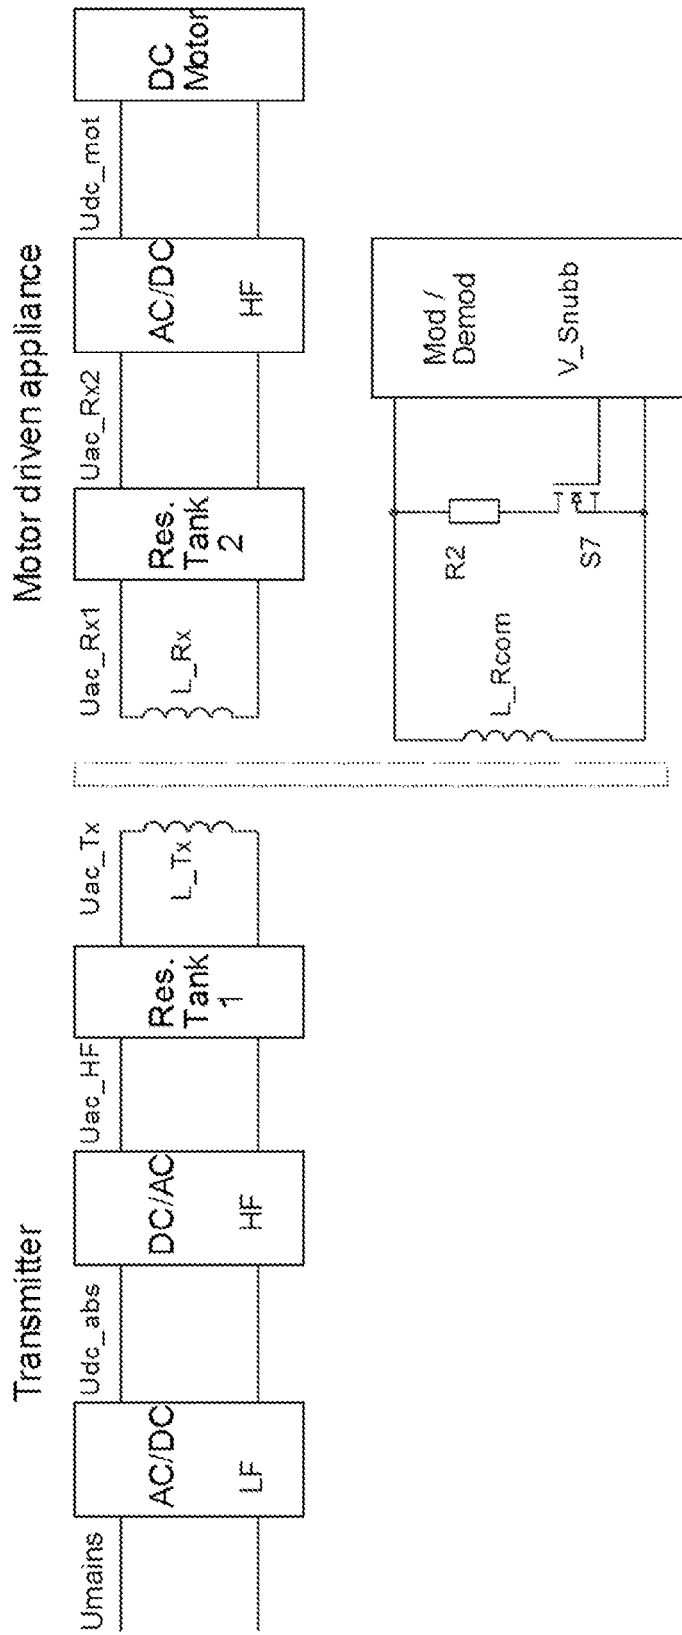 Transmitter
Motor driven appliance
Umains
AC/DC
LF
Udc_abs
DC/AC
HF
Uac_HF
Res.
Tank
1
Uac_Tx
L_Tx
Uac_Rx1
L_Rx
Res.
Tank
2
Uac_Rx2
AC/DC
HF
Udc_mot
DC
Motor
L_Rcom
R2
S7
Mod /
Demod
V_Snubb